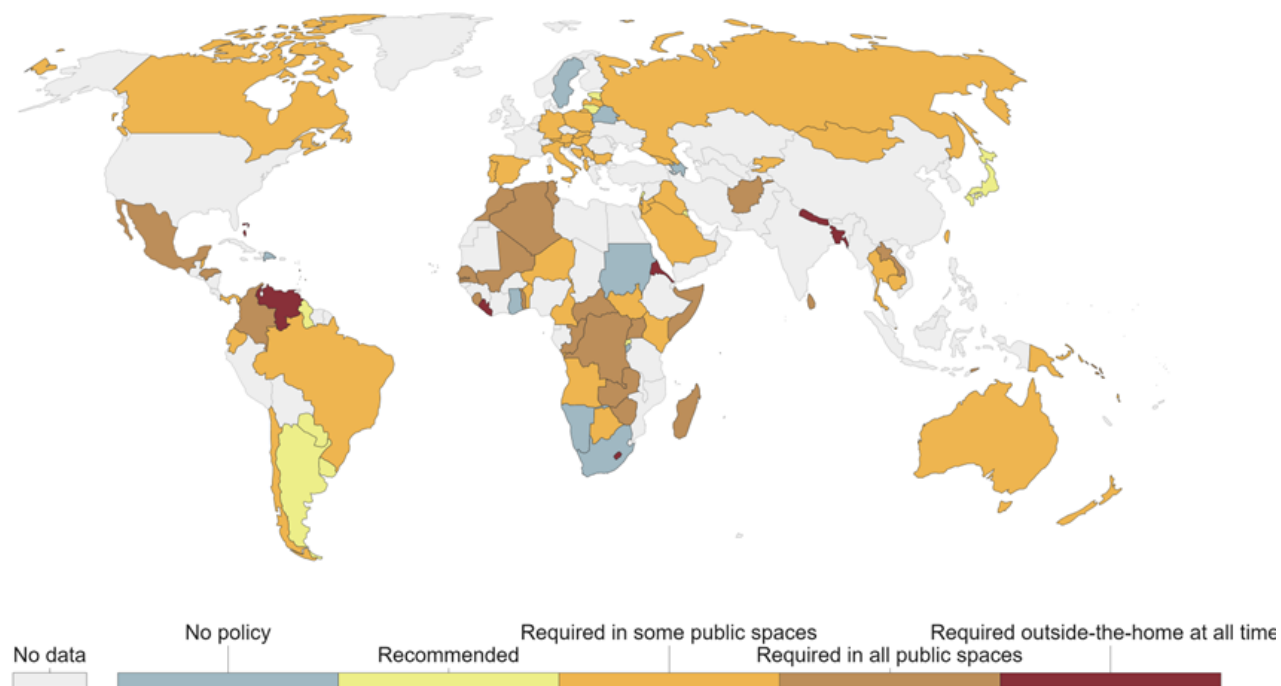 No policy
Required in some public spaces
Required outside-the-home at all time
No data
Recommended
Required in all public spaces